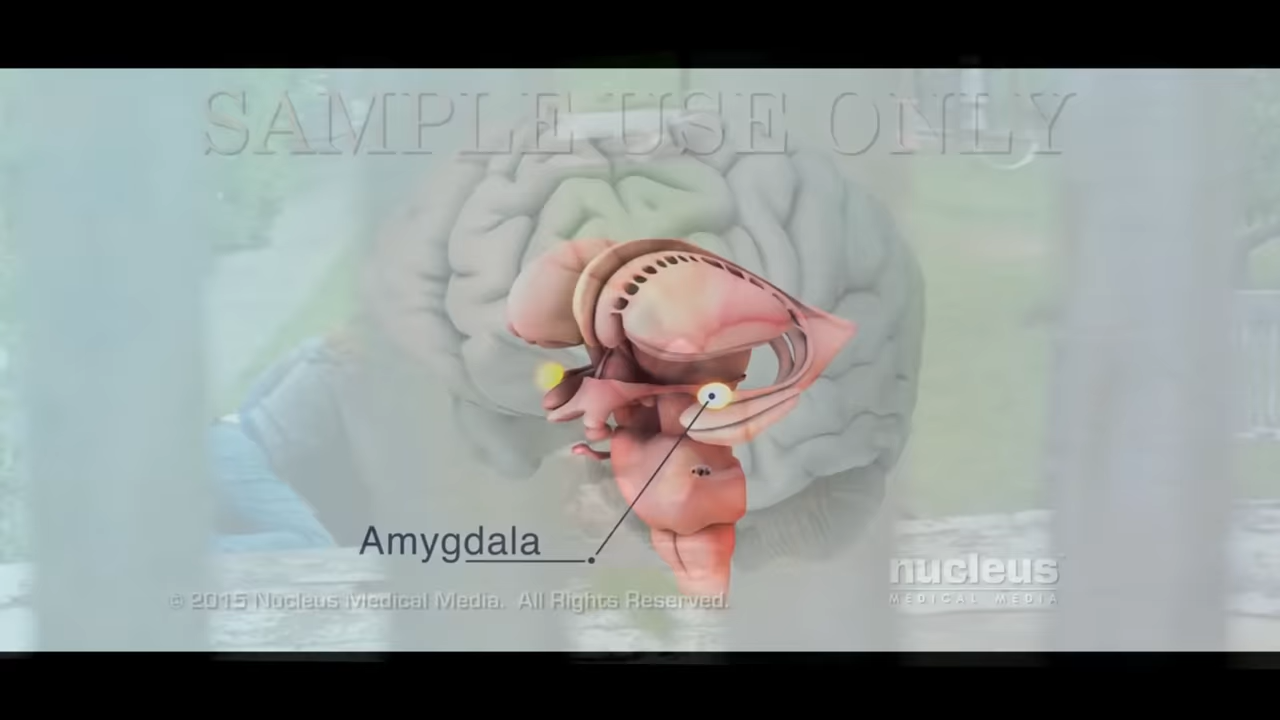 SAMPLE USE ONLY
Amygdala
nucleus
MEDICAL MEDIA
© 2015 Nucleus Medical Media. All Rights Reserved.